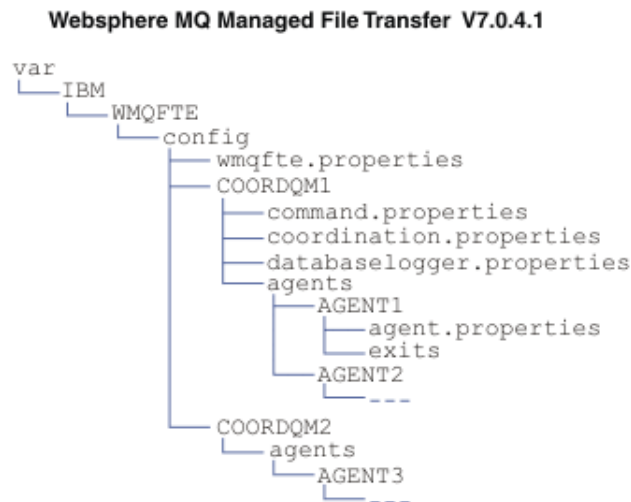 Websphere MQ Managed File Transfer V7.0.4.1
var
IBM
WMQFTE
config
wmqfte.properties
COORDQM1
command.properties
coordination.properties
databaselogger.properties
agents
AGENT1
agent.properties
exits
AGENT2
---
COORDQM2
agents
AGENT3
---